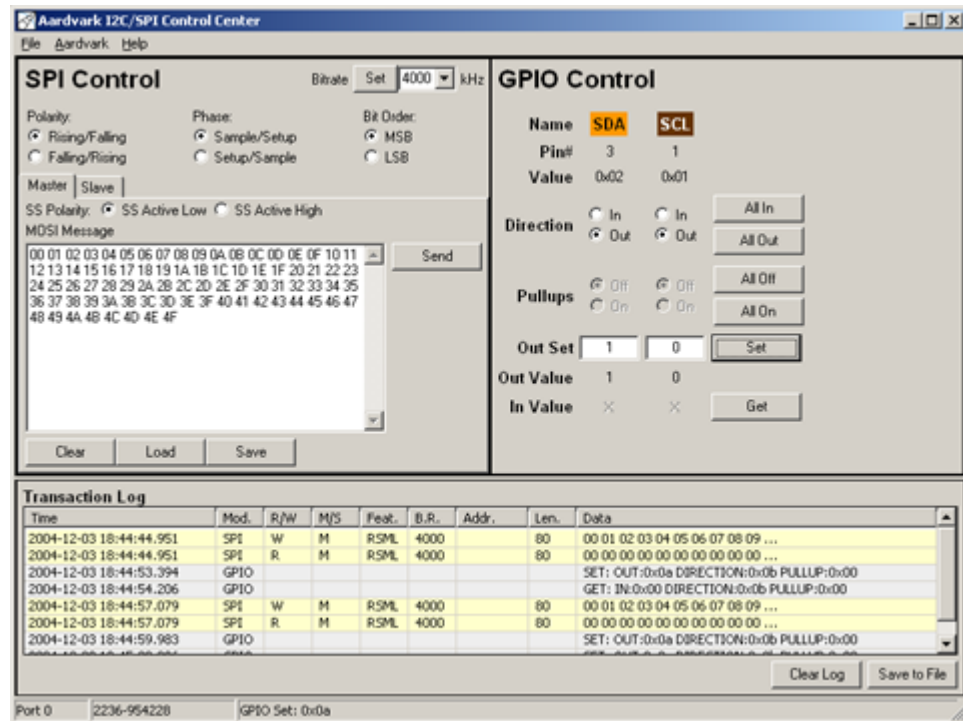 Aardvark I2C/SPI Control Center
File Aardvark Help
SPI Control
Bitrate Set 4000 kHz
Polarity: Phase: Bit Order:
Rising/Falling Sample/Setup MSB
Falling/Rising Setup/Sample LSB
Master Slave
SS Polarity: SS Active Low SS Active High
MOSI Message
00 01 02 03 04 05 06 07 08 09 0A 0B 0C 0D 0E 0F 10 11
12 13 14 15 16 17 18 19 1A 1B 1C 1D 1E 1F 20 21 22 23
24 25 26 27 28 29 2A 2B 2C 2D 2E 2F 30 31 32 33 34 35
36 37 38 39 3A 3B 3C 3D 3E 3F 40 41 42 43 44 45 46 47
48 49 4A 4B 4C 4D 4E 4F
Send
Clear Load Save
GPIO Control
Name SDA SCL
Pin# 3 1
Value 0x02 0x01
Direction In In All In
Out Out All Out
Pullups Off Off All Off
On On All On
Out Set 1 0 Set
Out Value 1 0
In Value X X Get
Transaction Log
Time Mod. R/W M/S Feat. B.R. Addr. Len. Data
2004-12-03 18:44:44.951 SPI W M RSML 4000 80 00 01 02 03 04 05 06 07 08 09 ...
2004-12-03 18:44:44.951 SPI R M RSML 4000 80 00 00 00 00 00 00 00 00 00 00 ...
2004-12-03 18:44:53.394 GPIO SET: OUT:0x0a DIRECTION:0x0b PULLUP:0x00
2004-12-03 18:44:54.206 GPIO GET: IN:0x00 DIRECTION:0x0b PULLUP:0x00
2004-12-03 18:44:57.079 SPI W M RSML 4000 80 00 01 02 03 04 05 06 07 08 09 ...
2004-12-03 18:44:57.079 SPI R M RSML 4000 80 00 00 00 00 00 00 00 00 00 00 ...
2004-12-03 18:44:59.983 GPIO SET: OUT:0x0a DIRECTION:0x0b PULLUP:0x00
Clear Log Save to File
Port 0 2236-954228 GPIO Set: 0x0a